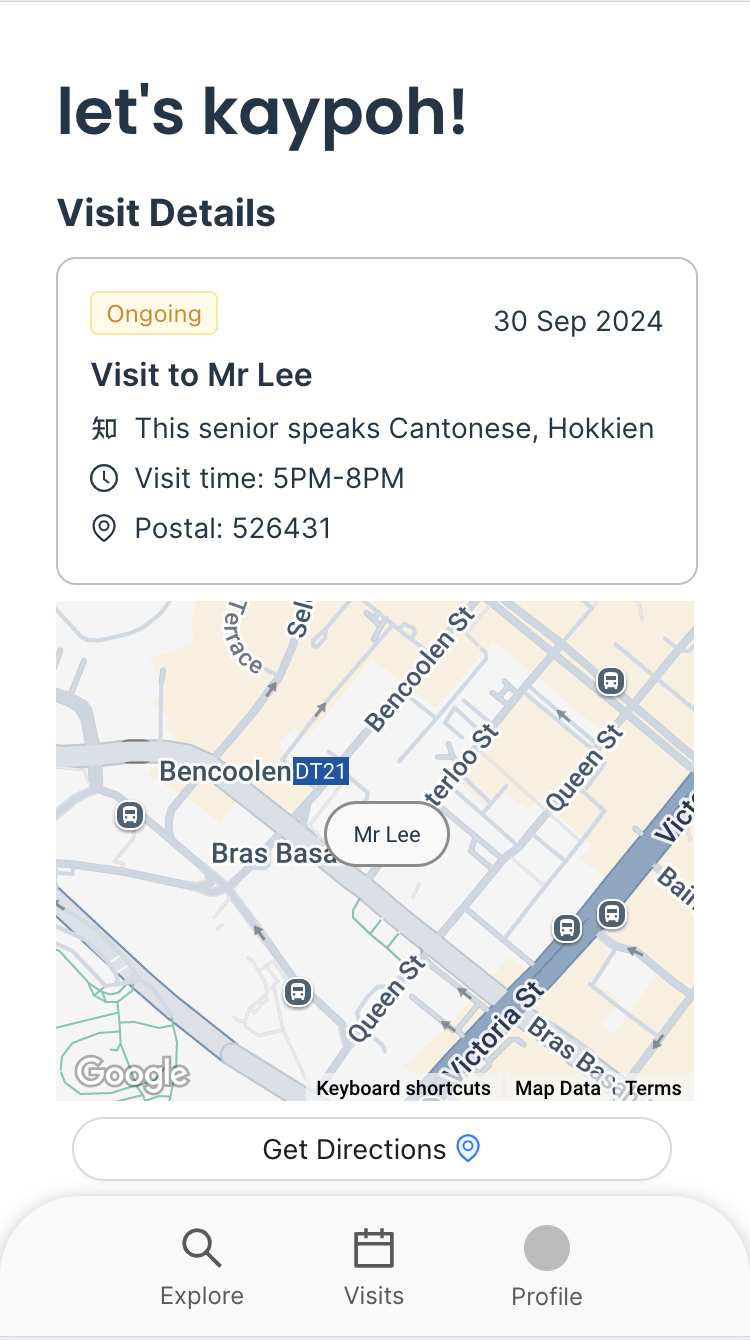 let's kaypoh!
Visit Details
Ongoing
30 Sep 2024
Visit to Mr Lee
知 This senior speaks Cantonese, Hokkien
Visit time: 5PM-8PM
Postal: 526431
Terrace
Sel
Bencoolen St
terloo St
Queen St
Bencoolen DT21
Victo
Mr Lee
Bras Basa
Bain
Queen St
Victoria St
Bras Basa
Google
Keyboard shortcuts
Map Data
Terms
Get Directions
Explore
Visits
Profile